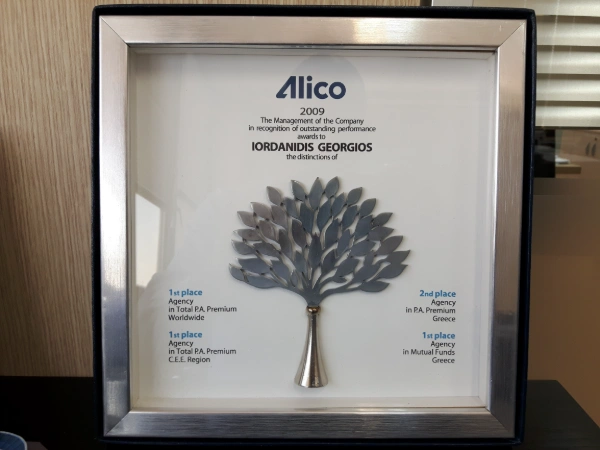 Alico
2009
The Management of the Company
in recognition of outstanding performance
awards to
IORDANIDIS GEORGIOS
the distinctions of
1st place
Agency
in Total P.A. Premium
Worldwide
1st place
Agency
in Total P.A. Premium
C.E.E. Region
2nd place
Agency
in P.A. Premium
Greece
1st place
Agency
in Mutual Funds
Greece